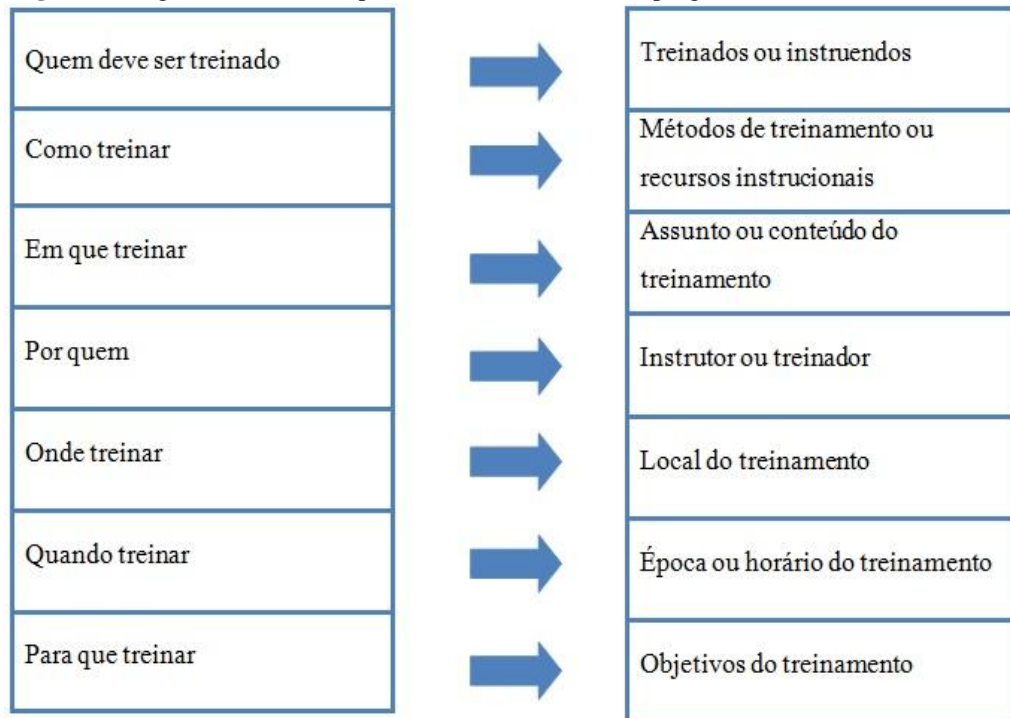 Quem deve ser treinado
Treinados ou instruendos
Como treinar
Métodos de treinamento ou
recursos instrucionais
Em que treinar
Assunto ou conteúdo do
treinamento
Por quem
Instrutor ou treinador
Onde treinar
Local do treinamento
Quando treinar
Época ou horário do treinamento
Para que treinar
Objetivos do treinamento